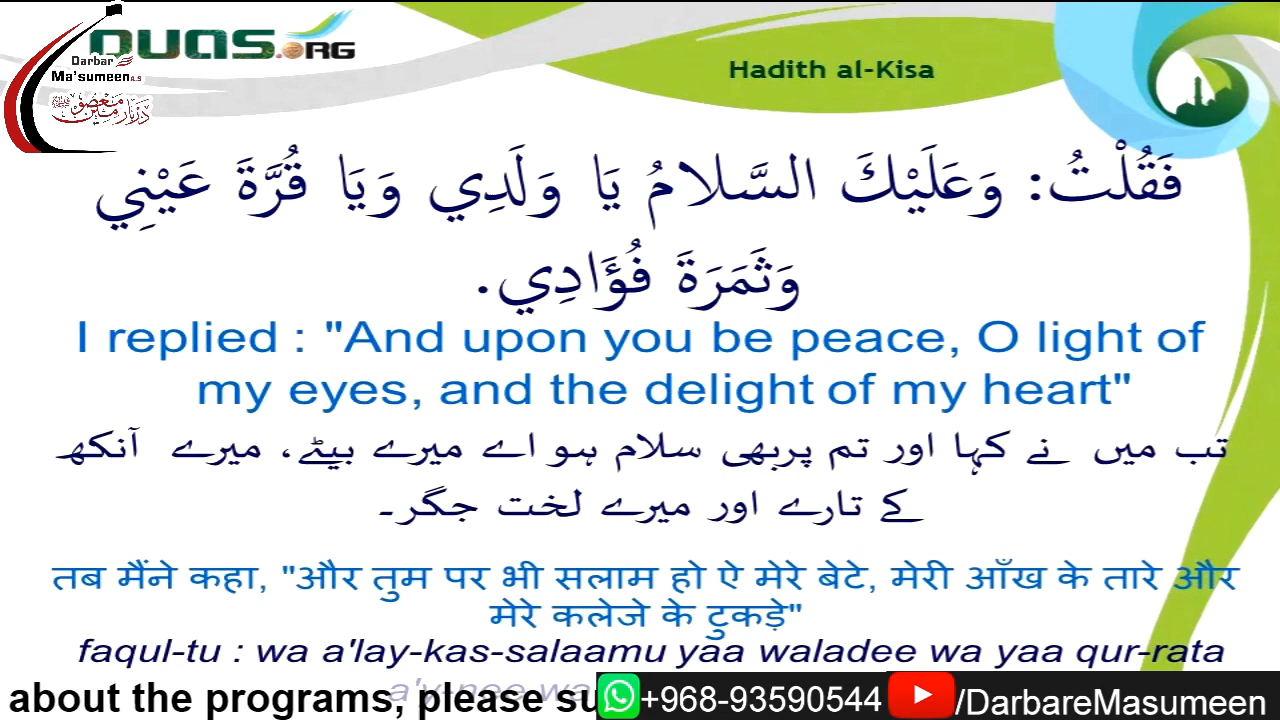 DUAS.ORG
Darbar
Ma'sumeen A.S
Hadith al-Kisa
فَقُلْتُ: وَعَلَيْكَ السَّلامُ يَا وَلَدِي وَيَا قُرَّةَ عَيْنِي
وَثَمَرَةَ فُؤَادِي.
I replied : "And upon you be peace, O light of
my eyes, and the delight of my heart"
تب میں نے کہا اور تم پربھی سلام ہو اے میرے بیٹے، میرے آنکھ
کے تارے اور میرے لخت جگر۔
तब मैंने कहा, "और तुम पर भी सलाम हो ऐ मेरे बेटे, मेरी आँख के तारे और
मेरे कलेजे के टुकड़े"
faqul-tu : wa a'lay-kas-salaamu yaa waladee wa yaa qur-rata
a'y-nee wa
about the programs, please su
+968-93590544
/DarbareMasumeen